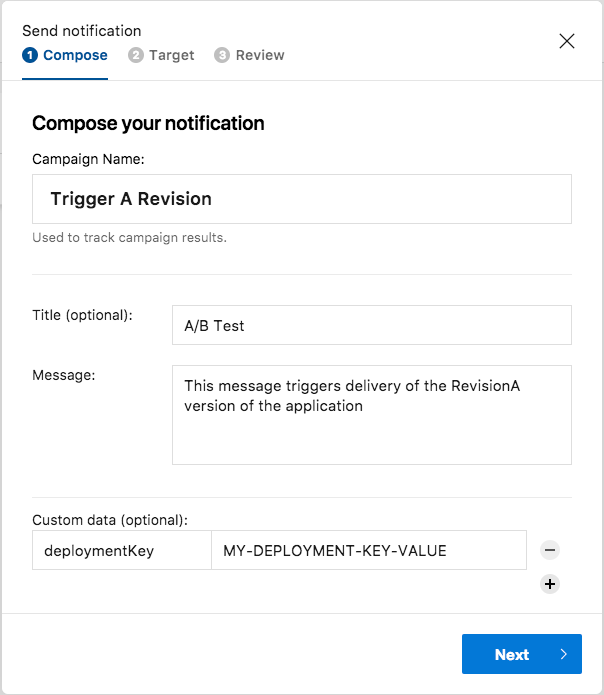 Send notification
1 Compose 2 Target 3 Review
Compose your notification
Campaign Name:
Trigger A Revision
Used to track campaign results.
Title (optional):
A/B Test
Message:
This message triggers delivery of the RevisionA
version of the application
Custom data (optional):
deploymentKey MY-DEPLOYMENT-KEY-VALUE
Next